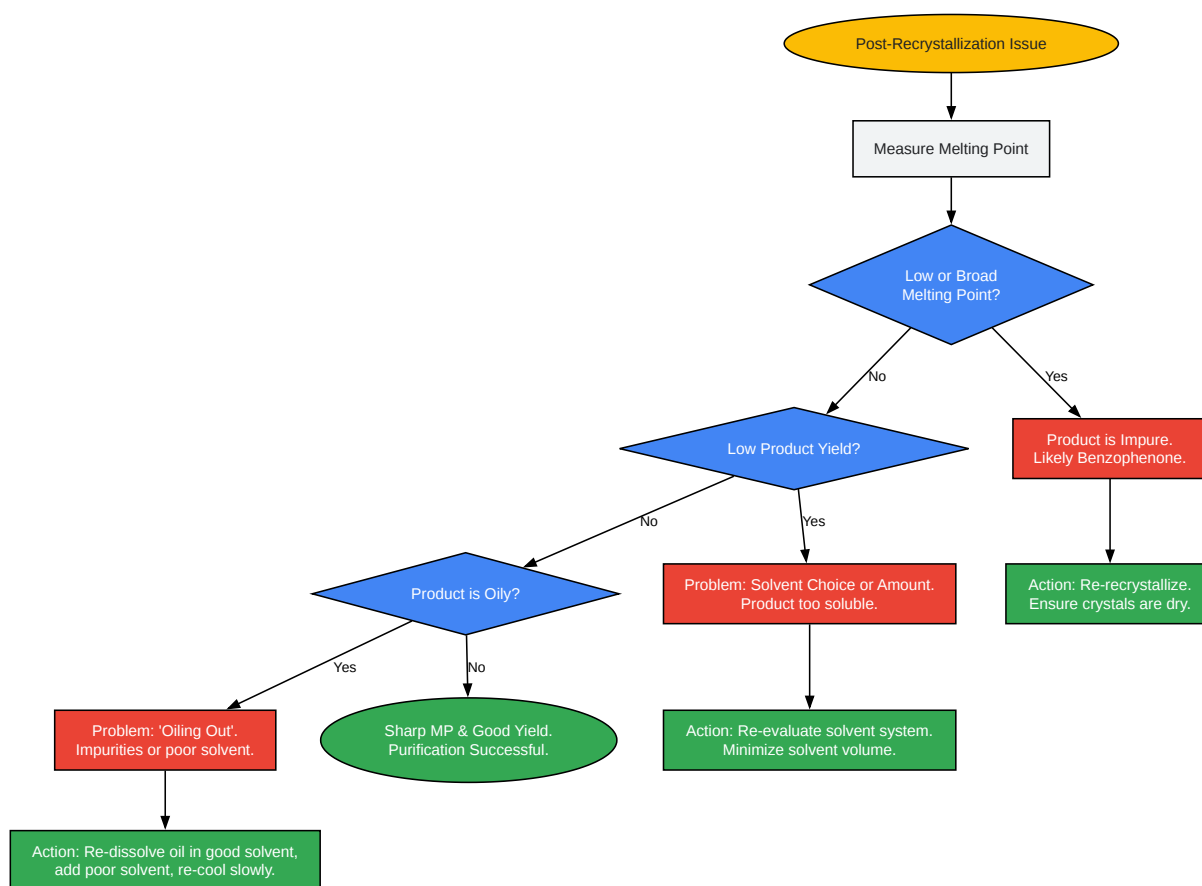 Post-Recrystallization Issue
Measure Melting Point
Low or Broad
Melting Point?
No
Yes
Low Product Yield?
Product is Impure.
Likely Benzophenone.
No
Yes
Product is Oily?
Problem: Solvent Choice or Amount.
Product too soluble.
Action: Re-recrystallize.
Ensure crystals are dry.
Yes
No
Problem: 'Oiling Out'.
Impurities or poor solvent.
Sharp MP & Good Yield.
Purification Successful.
Action: Re-evaluate solvent system.
Minimize solvent volume.
Action: Re-dissolve oil in good solvent,
add poor solvent, re-cool slowly.